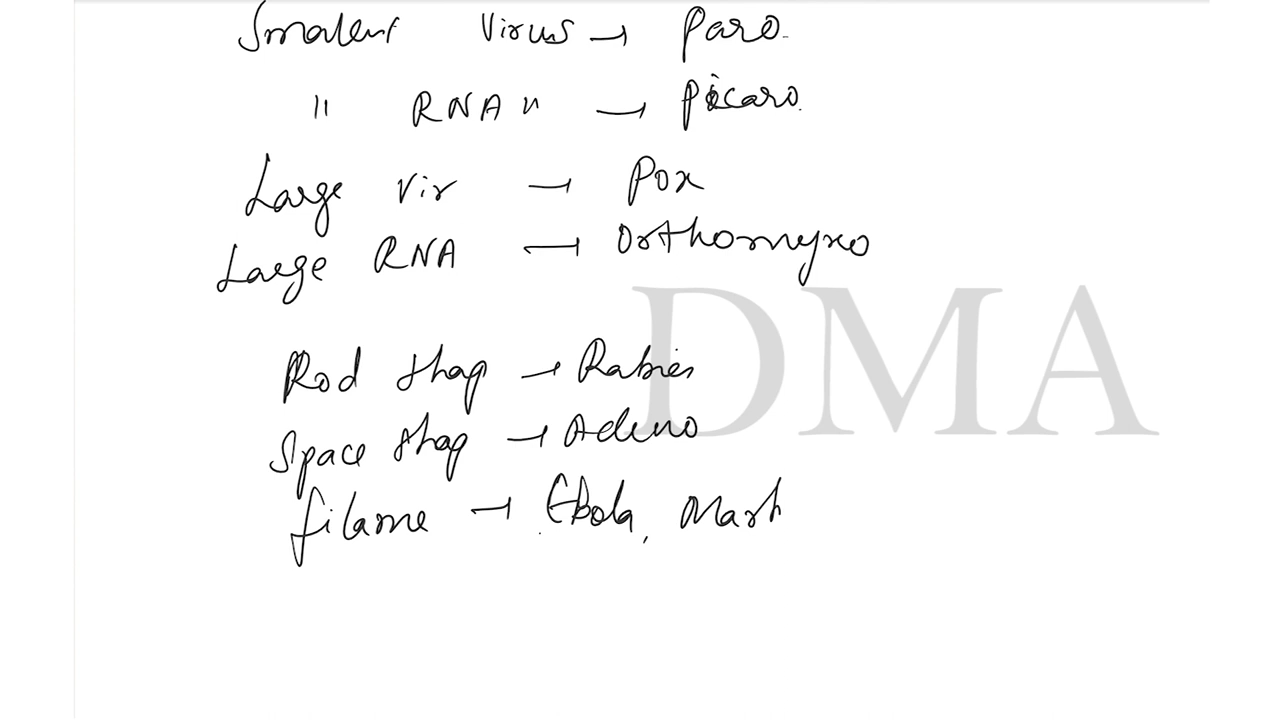 Smallest Virus → Parvo
" RNA " → Picaro
Large Vir → Pox
Large RNA → Orthomyxo
DMA
Rod shap → Rabies
Space shap → Adeno
filame → Ebola, Marb